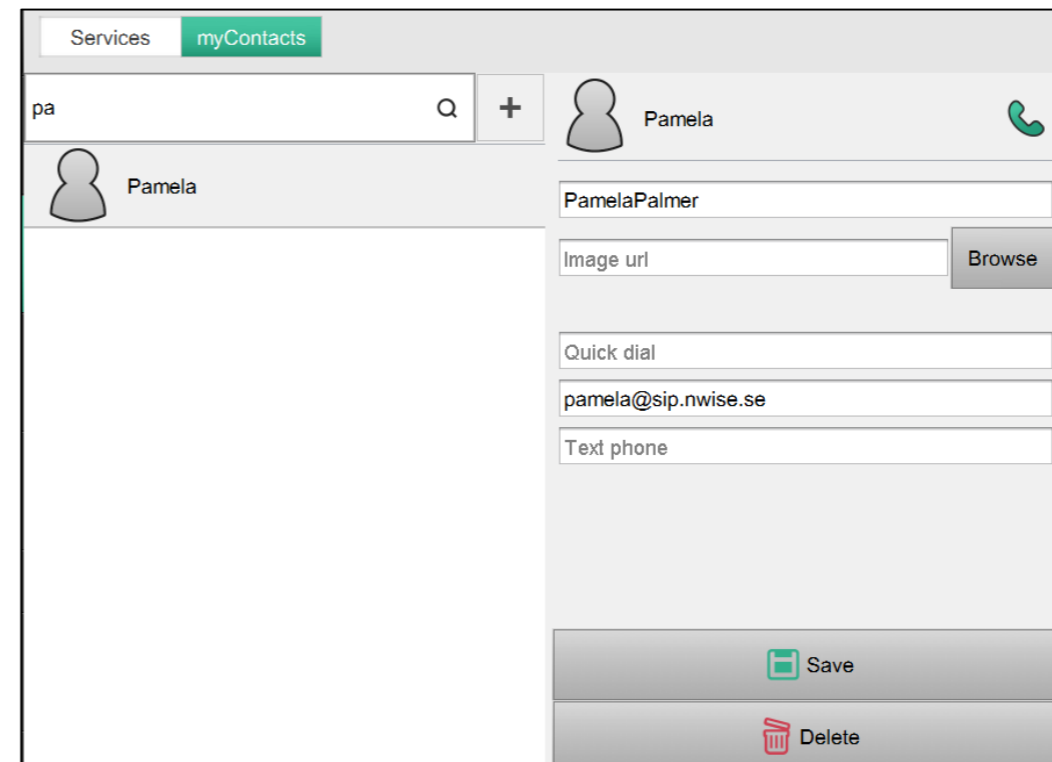 Services myContacts
pa
+
Pamela
Pamela
PamelaPalmer
Image url Browse
Quick dial
pamela@sip.nwise.se
Text phone
Save
Delete